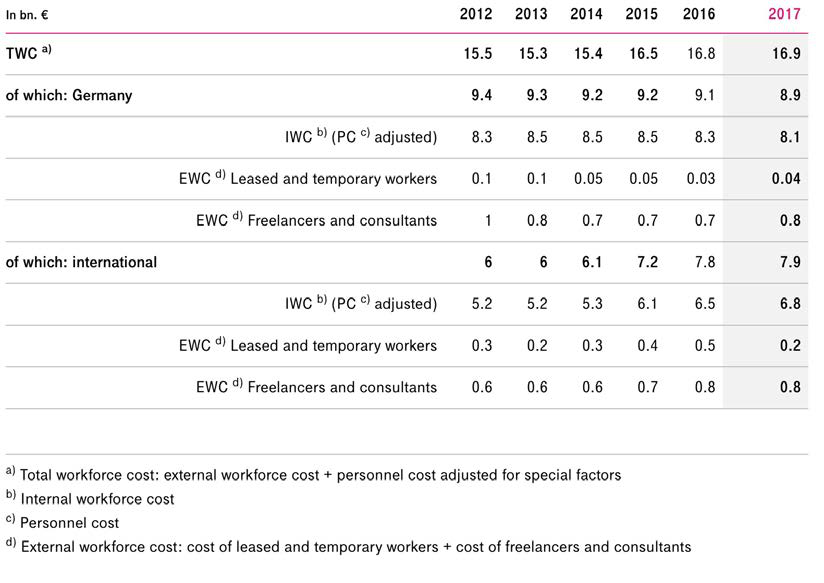 In bn. € 2012 2013 2014 2015 2016 2017
TWC a) 15.5 15.3 15.4 16.5 16.8 16.9
of which: Germany 9.4 9.3 9.2 9.2 9.1 8.9
IWC b) (PC c) adjusted) 8.3 8.5 8.5 8.5 8.3 8.1
EWC d) Leased and temporary workers 0.1 0.1 0.05 0.05 0.03 0.04
EWC d) Freelancers and consultants 1 0.8 0.7 0.7 0.7 0.8
of which: international 6 6 6.1 7.2 7.8 7.9
IWC b) (PC c) adjusted) 5.2 5.2 5.3 6.1 6.5 6.8
EWC d) Leased and temporary workers 0.3 0.2 0.3 0.4 0.5 0.2
EWC d) Freelancers and consultants 0.6 0.6 0.6 0.7 0.8 0.8
a) Total workforce cost: external workforce cost + personnel cost adjusted for special factors
b) Internal workforce cost
c) Personnel cost
d) External workforce cost: cost of leased and temporary workers + cost of freelancers and consultants